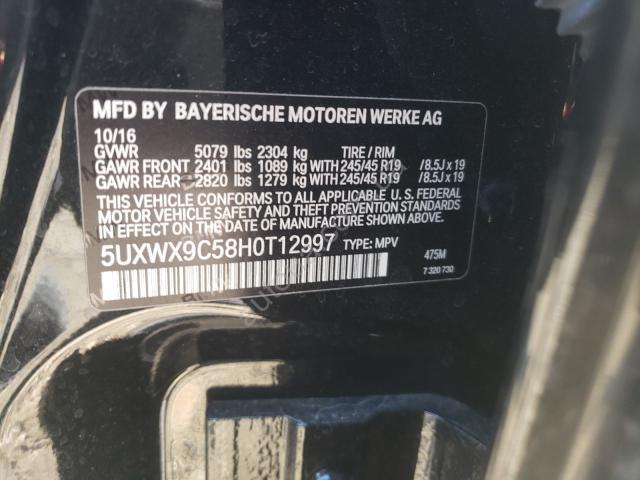 MFD BY BAYERISCHE MOTOREN WERKE AG
10/16
GVWR 5079 lbs 2304 kg TIRE / RIM
GAWR FRONT 2401 lbs 1089 kg WITH 245/45 R19 /8.5J x 19
GAWR REAR 2820 lbs 1279 kg WITH 245/45 R19 /8.5J x 19
THIS VEHICLE CONFORMS TO ALL APPLICABLE U. S. FEDERAL
MOTOR VEHICLE SAFETY, BUMPER AND THEFT PREVENTION STANDARDS
IN EFFECT ON THE DATE OF MANUFACTURE SHOWN ABOVE.
5UXWX9C58H0T12997 TYPE: MPV 475M
7 320 730